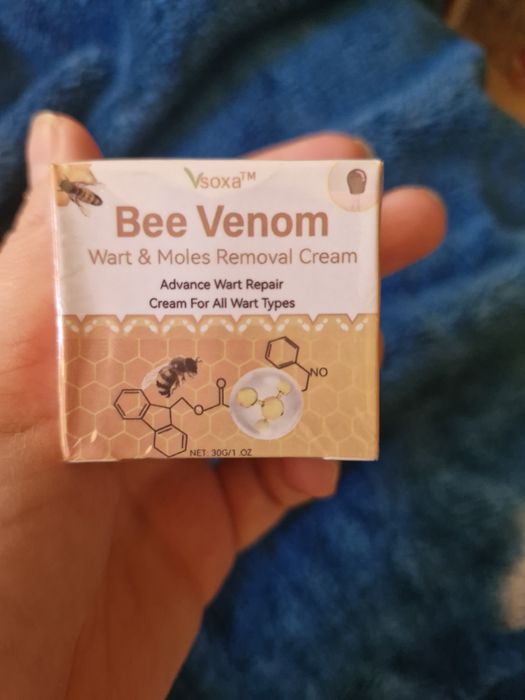 Vsoxa™
Bee Venom
Wart & Moles Removal Cream
Advance Wart Repair
Cream For All Wart Types
NO
O
O
NET: 30G/1 .OZ